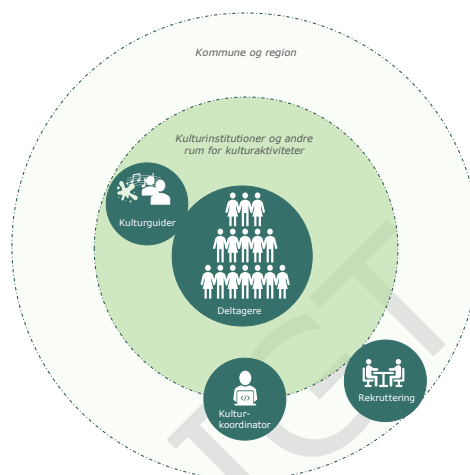 Kommune og region
Kulturinstitutioner og andre
rum for kulturaktiviteter
Kulturguider
Deltagere
Kultur-
koordinator
Rekruttering